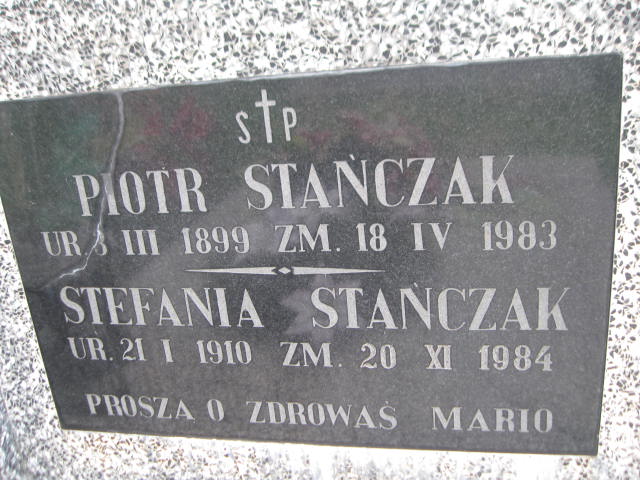 S†P
PIOTR STAŃCZAK
UR. III 1899 ZM. 18 IV 1983
STEFANIA STAŃCZAK
UR. 21 I 1910 ZM. 20 XI 1984
PROSZĄ O ZDROWAŚ MARIO